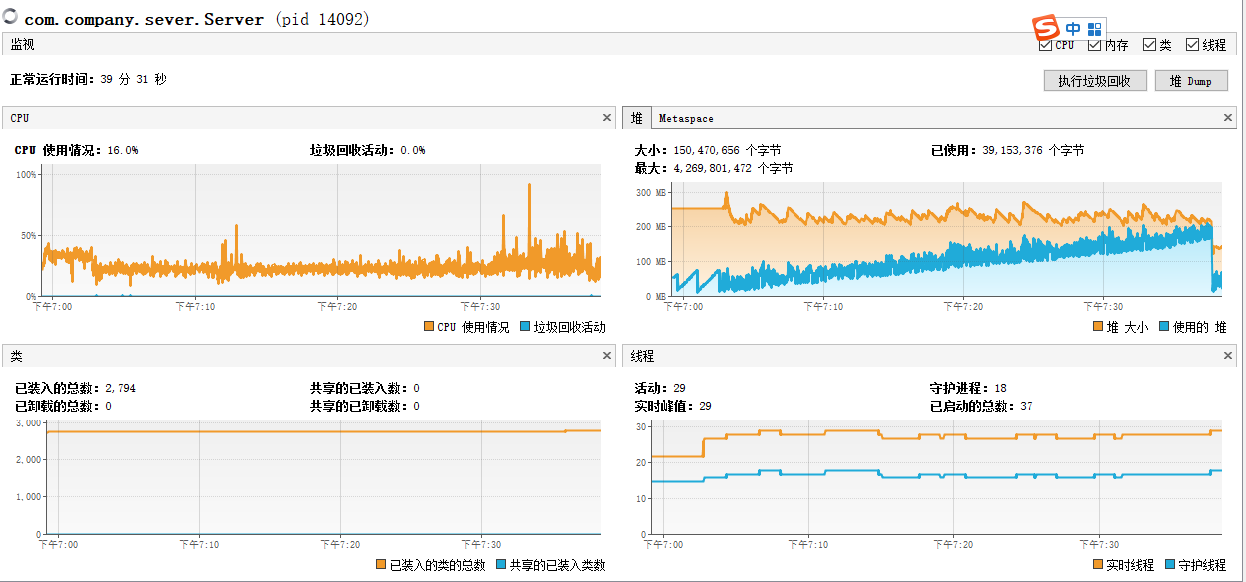 com.company.sever.Server (pid 14092)
S 中
监视
CPU 内存 类 线程
正常运行时间: 39 分 31 秒
执行垃圾回收 堆 Dump
CPU
CPU 使用情况: 16.0% 垃圾回收活动: 0.0%
100%
50%
0%
下午7:00 下午7:10 下午7:20 下午7:30
CPU 使用情况 垃圾回收活动
堆 Metaspace
大小: 150,470,656 个字节 已使用: 39,153,376 个字节
最大: 4,269,801,472 个字节
300 MB
200 MB
100 MB
0 MB
下午7:00 下午7:10 下午7:20 下午7:30
堆 大小 使用的 堆
类
已装入的总数: 2,794 共享的已装入数: 0
已卸载的总数: 0 共享的已卸载数: 0
3,000
2,000
1,000
0
下午7:00 下午7:10 下午7:20 下午7:30
已装入的类的总数 共享的已装入类数
线程
活动: 29 守护进程: 18
实时峰值: 29 已启动的总数: 37
30
20
10
0
下午7:00 下午7:10 下午7:20 下午7:30
实时线程 守护线程